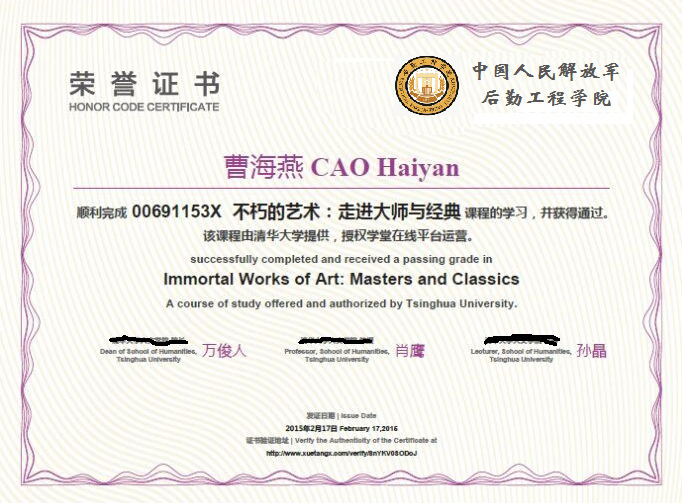 荣誉证书
HONOR CODE CERTIFICATE
中国人民解放军
后勤工程学院
曹海燕 CAO Haiyan
顺利完成 00691153X 不朽的艺术：走进大师与经典 课程的学习，并获得通过。
该课程由清华大学提供，授权学堂在线平台运营。
successfully completed and received a passing grade in
Immortal Works of Art: Masters and Classics
A course of study offered and authorized by Tsinghua University.
Dean of School of Humanities,
Tsinghua University
万俊人
Professor, School of Humanities,
Tsinghua University
肖鹰
Lecturer, School of Humanities,
Tsinghua University
孙晶
发证日期 | Issue Date
2015年2月17日 February 17,2015
证书验证地址 | Verify the Authenticity of the Certificate at
http://www.xuetangx.com/verify/8nYKV08ODoJ